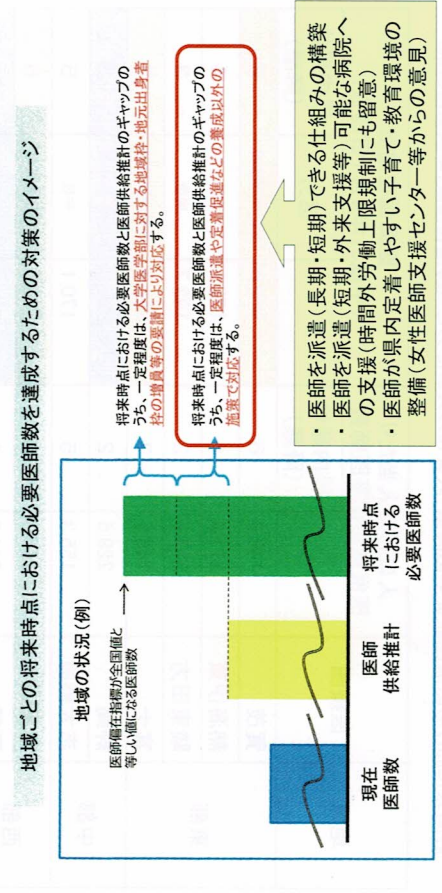 地域ごとの将来時点における必要医師数を達成するための対策のイメージ
地域の状況(例)
医師偏在指標が全国値と
等しい値になる医師数
現在
医師数
医師
供給推計
将来時点
における
必要医師数
将来時点における必要医師数と医師供給推計のギャップの
うち、一定程度は、大学医学部に対する地域枠・地元出身者
枠の増員等の要請により対応する。
将来時点における必要医師数と医師供給推計のギャップの
うち、一定程度は、医師派遣や定着促進などの養成以外の
施策で対応する。
・医師を派遣(長期・短期)できる仕組みの構築
・医師を派遣(短期・外来支援等)可能な病院へ
の支援(時間外労働上限規制にも留意)
・医師が県内定着しやすい子育て・教育環境の
整備(女性医師支援センター等からの意見)